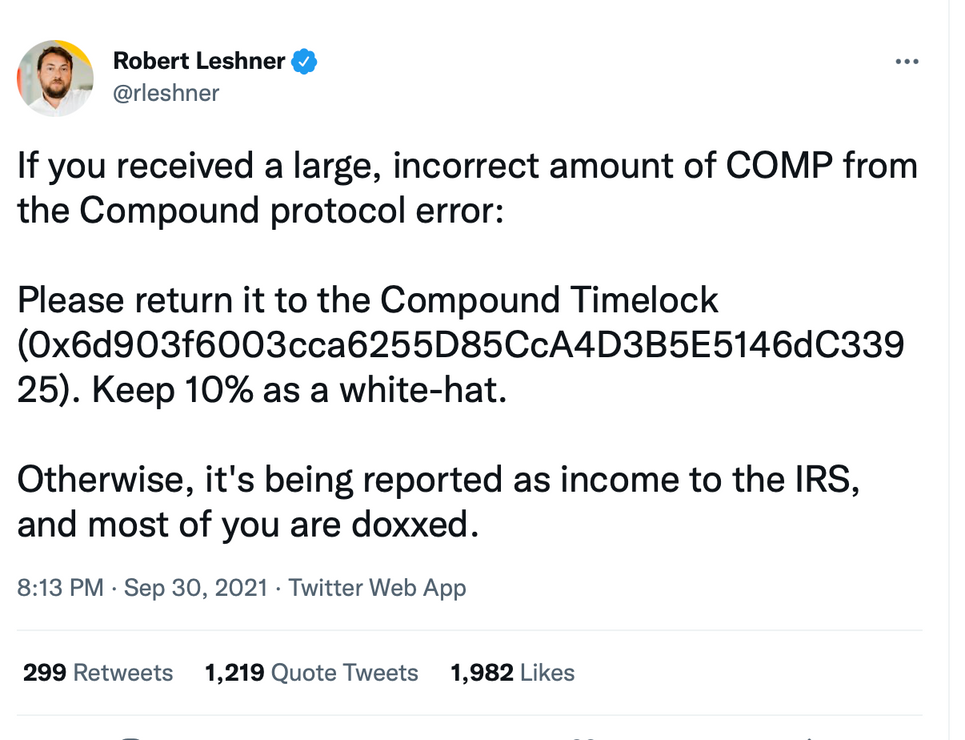 Robert Leshner
@rleshner
If you received a large, incorrect amount of COMP from
the Compound protocol error:
Please return it to the Compound Timelock
(0x6d903f6003cca6255D85CcA4D3B5E5146dC339
25). Keep 10% as a white-hat.
Otherwise, it's being reported as income to the IRS,
and most of you are doxxed.
8:13 PM · Sep 30, 2021 · Twitter Web App
299 Retweets 1,219 Quote Tweets 1,982 Likes